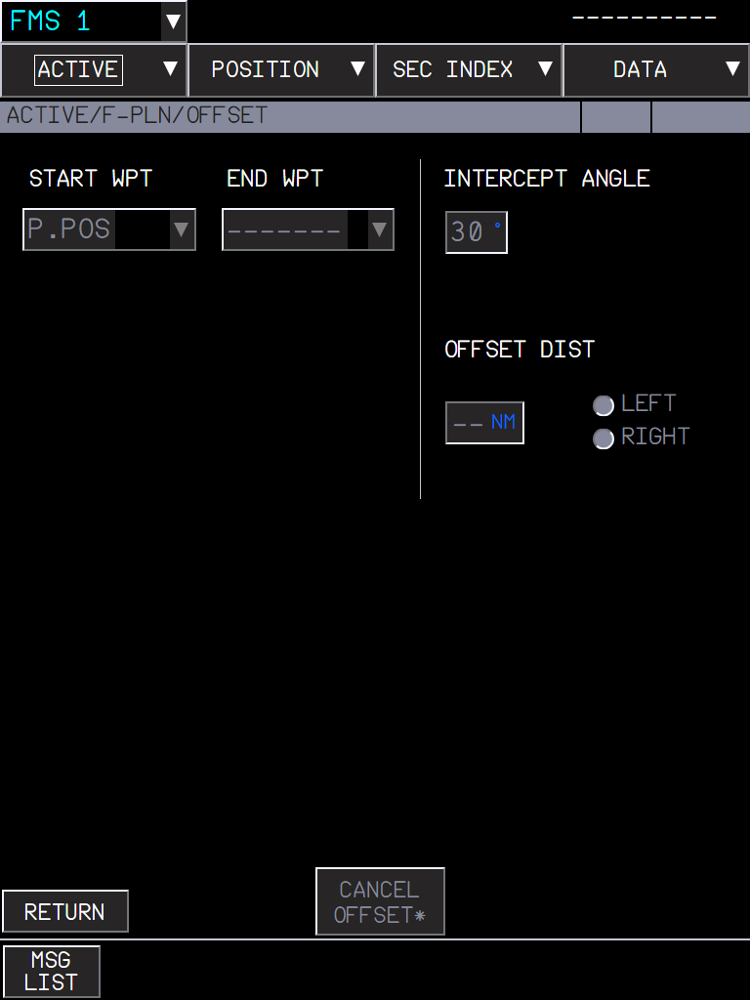 FMS 1 ▼ ----------
ACTIVE ▼ POSITION ▼ SEC INDEX ▼ DATA ▼
ACTIVE/F-PLN/OFFSET
START WPT END WPT INTERCEPT ANGLE
P.POS ▼ ------- ▼ 30 °
OFFSET DIST
-- NM
LEFT
RIGHT
CANCEL
OFFSET*
RETURN
MSG
LIST